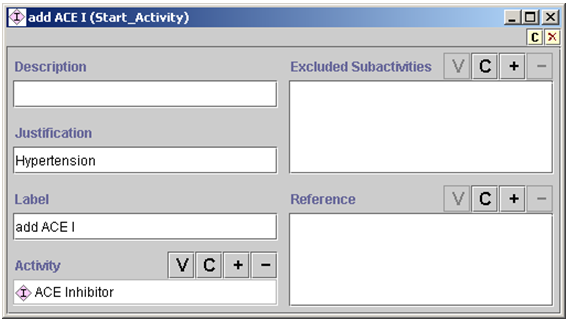 add ACE I (Start_Activity)
C
Description
Excluded Subactivities V C + −
Justification
Hypertension
Label
add ACE I
Reference V C + −
Activity V C + −
I ACE Inhibitor